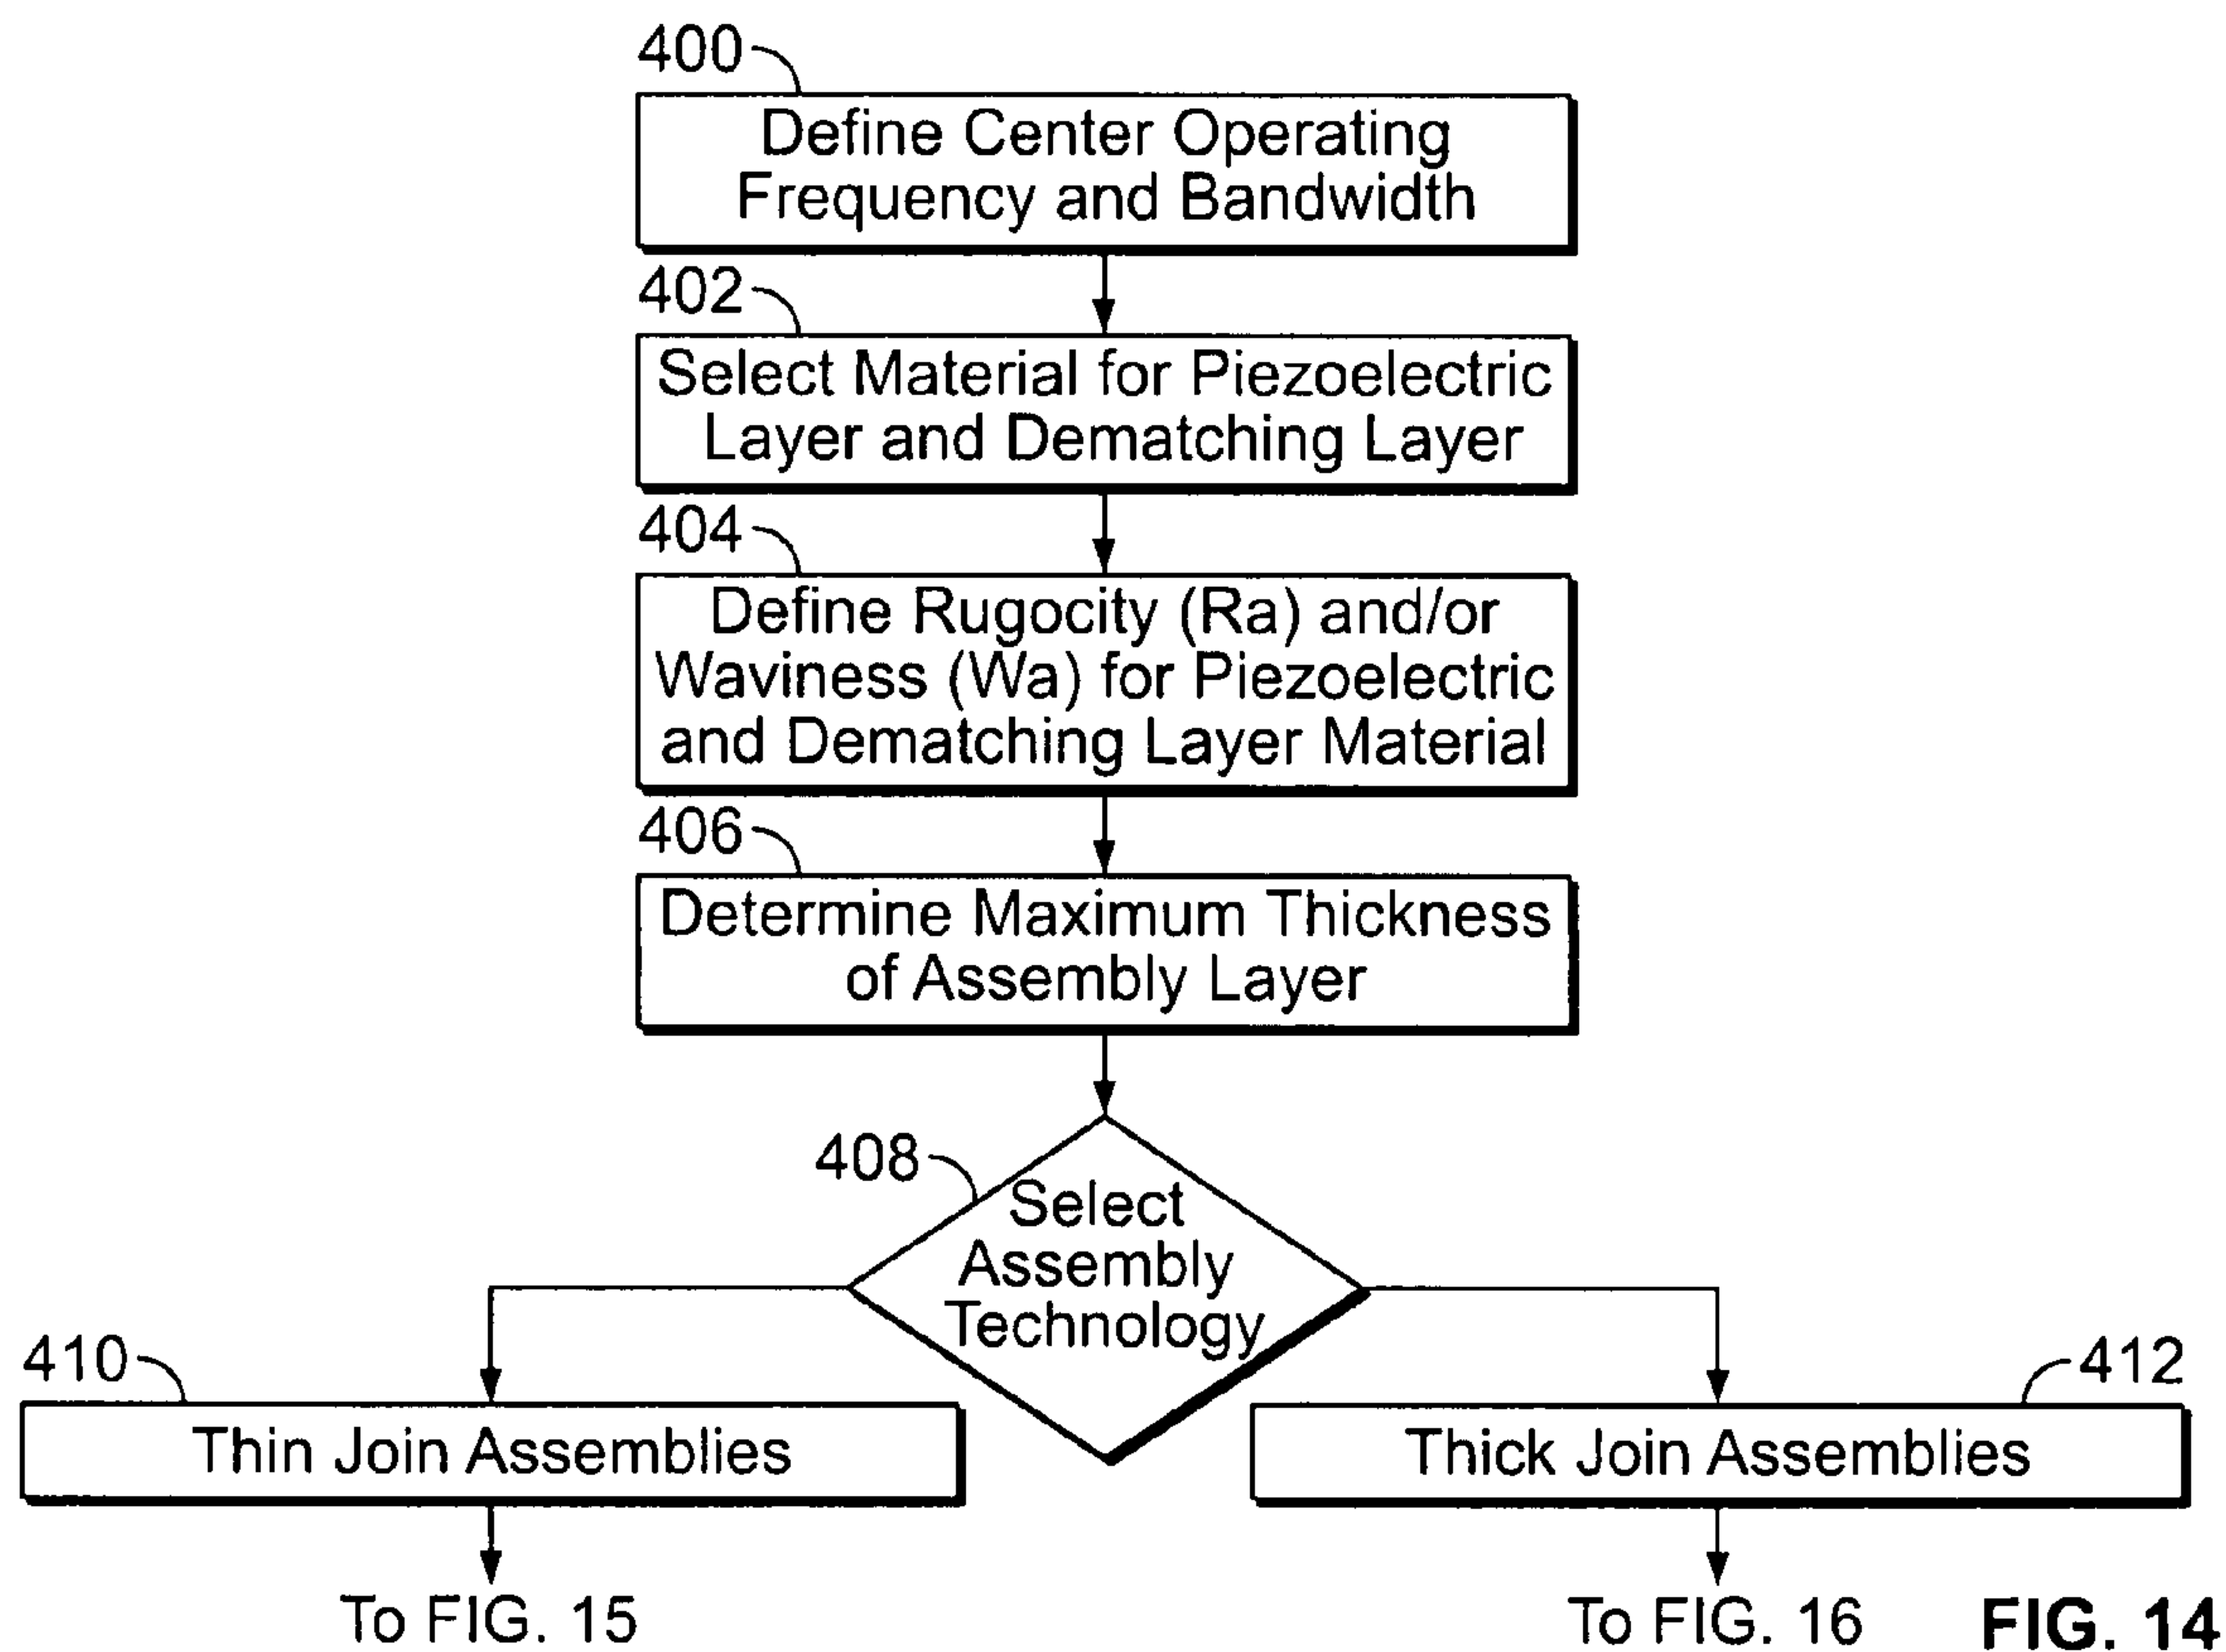 400
Define Center Operating
Frequency and Bandwidth
402
Select Material for Piezoelectric
Layer and Dematching Layer
404
Define Rugocity (Ra) and/or
Waviness (Wa) for Piezoelectric
and Dematching Layer Material
406
Determine Maximum Thickness
of Assembly Layer
408
Select
Assembly
Technology
410
Thin Join Assemblies
412
Thick Join Assemblies
To FIG. 15
To FIG. 16
FIG. 14